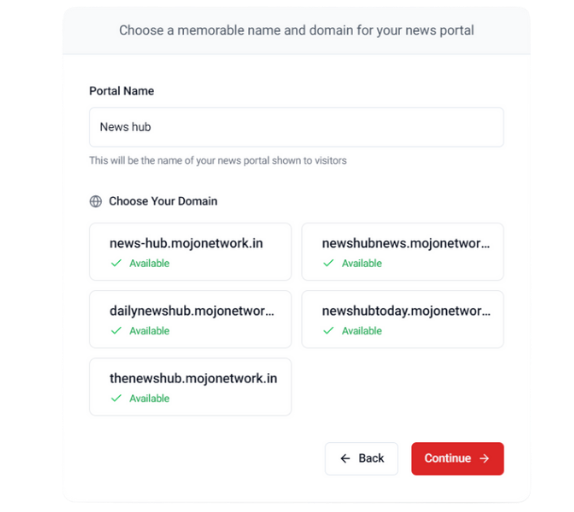 Choose a memorable name and domain for your news portal
Portal Name
News hub
This will be the name of your news portal shown to visitors
Choose Your Domain
news-hub.mojonetwork.in
Available
newshubnews.mojonetwor...
Available
dailynewshub.mojonetwor...
Available
newshubtoday.mojonetwor...
Available
thenewshub.mojonetwork.in
Available
Back
Continue